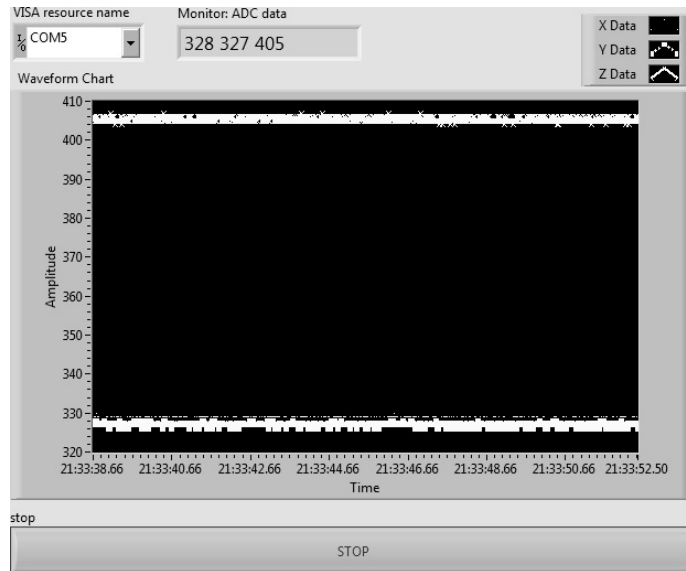 VISA resource name
Monitor: ADC data
I/O COM5
328 327 405
X Data
Y Data
Z Data
Waveform Chart
410
400
390
380
370
360
350
340
330
320
Amplitude
21:33:38.66 21:33:40.66 21:33:42.66 21:33:44.66 21:33:46.66 21:33:48.66 21:33:50.66 21:33:52.50
Time
stop
STOP